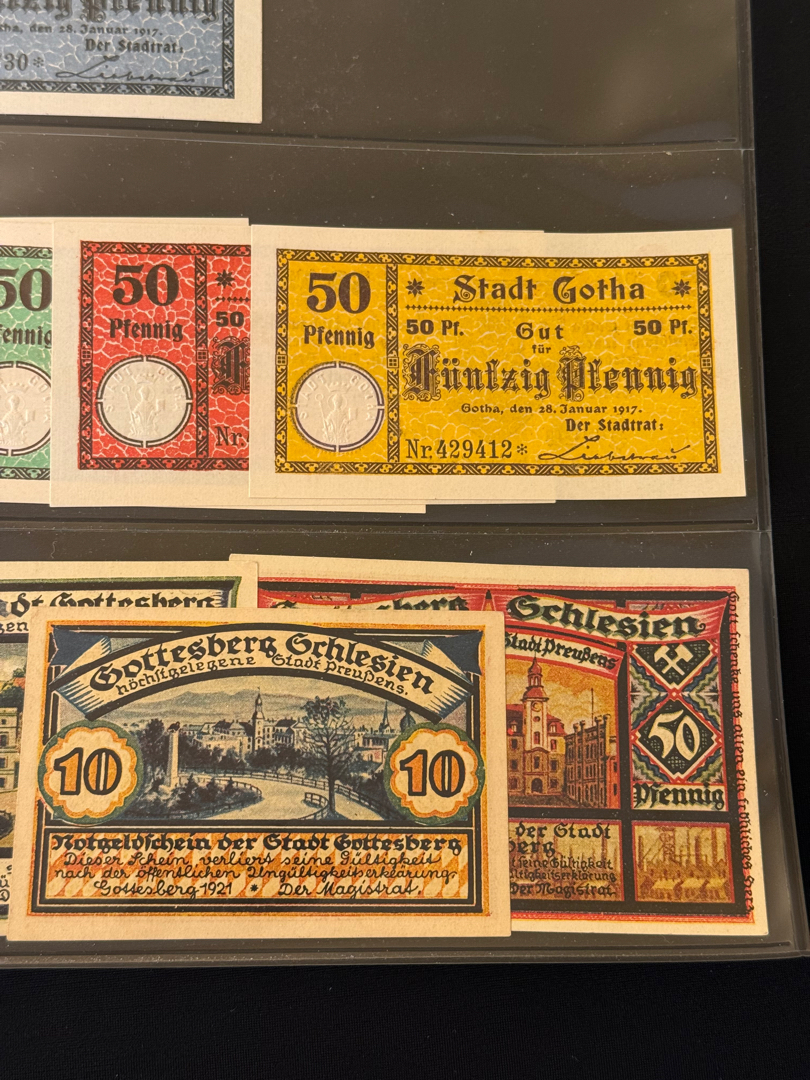 den 28. Januar 1917.
Der Stadtrat:
30*
50
50
Pfennig
50
Nr.
50
Pfennig
* Stadt Gotha *
50 Pf. Gut 50 Pf.
für
Fünfzig Pfennig
Gotha, den 28. Januar 1917.
Der Stadtrat:
Nr. 429412*
Liebetrau
Gottesberg
Schlesien
Stadt Preußens
50
Pfennig
der Stadt
Der Magistrat
Gottesberg Schlesien
höchstgelegene Stadt Preußens.
10
10
Notgeldschein der Stadt Gottesberg
Dieser Schein verliert seine Gültigkeit
nach der öffentlichen Ungültigkeitserklärung.
Gottesberg 1921 * Der Magistrat.